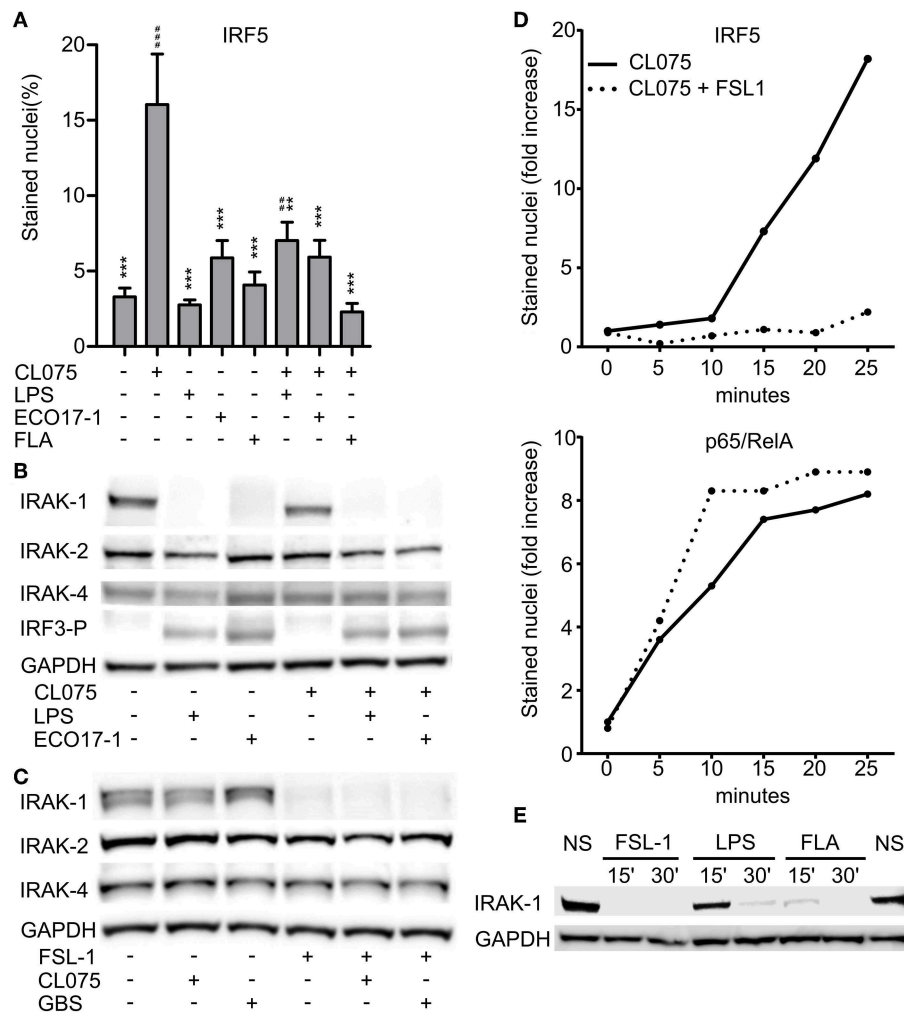 A
IRF5
Stained nuclei(%)
20
15
10
5
0
***
###
***
***
***
## **
***
***
CL075 - + - - - + + +
LPS - - + - - + - -
ECO17-1 - - - + - - + -
FLA - - - - + - - +
B
IRAK-1
IRAK-2
IRAK-4
IRF3-P
GAPDH
CL075 - - - + + +
LPS - + - - + -
ECO17-1 - - + - - +
C
IRAK-1
IRAK-2
IRAK-4
GAPDH
FSL-1 - - - + + +
CL075 - + - - + -
GBS - - + - - +
D
IRF5
CL075
CL075 + FSL1
Stained nuclei (fold increase)
20
15
10
5
0
0 5 10 15 20 25
minutes
p65/RelA
Stained nuclei (fold increase)
10
8
6
4
2
0
0 5 10 15 20 25
minutes
E
NS FSL-1 LPS FLA NS
15' 30' 15' 30' 15' 30'
IRAK-1
GAPDH